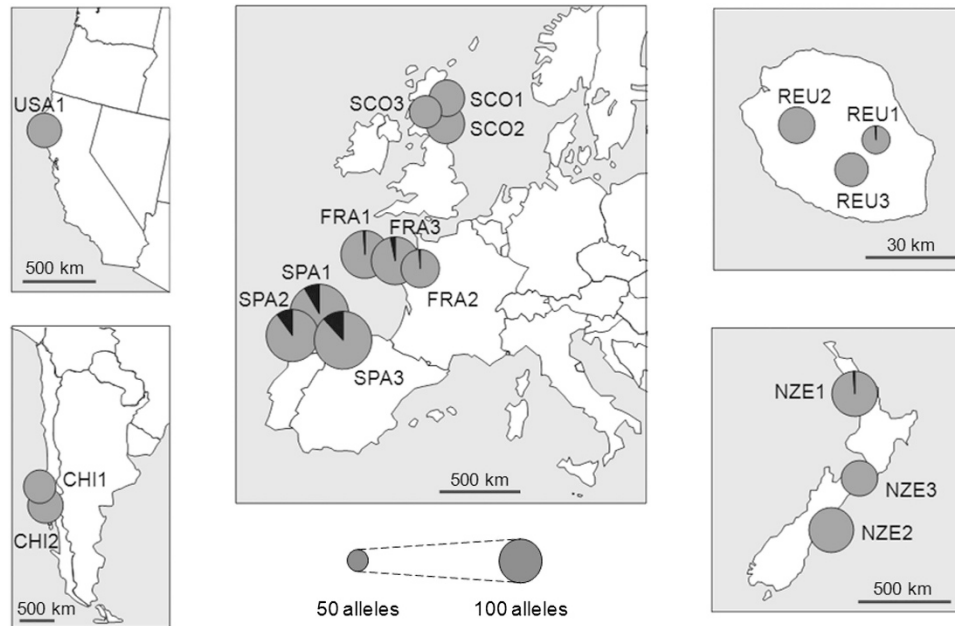 USA1
500 km
CHI1
CHI2
500 km
SCO3
SCO1
SCO2
FRA1
FRA3
SPA1
FRA2
SPA2
SPA3
500 km
50 alleles
100 alleles
REU2
REU1
REU3
30 km
NZE1
NZE3
NZE2
500 km